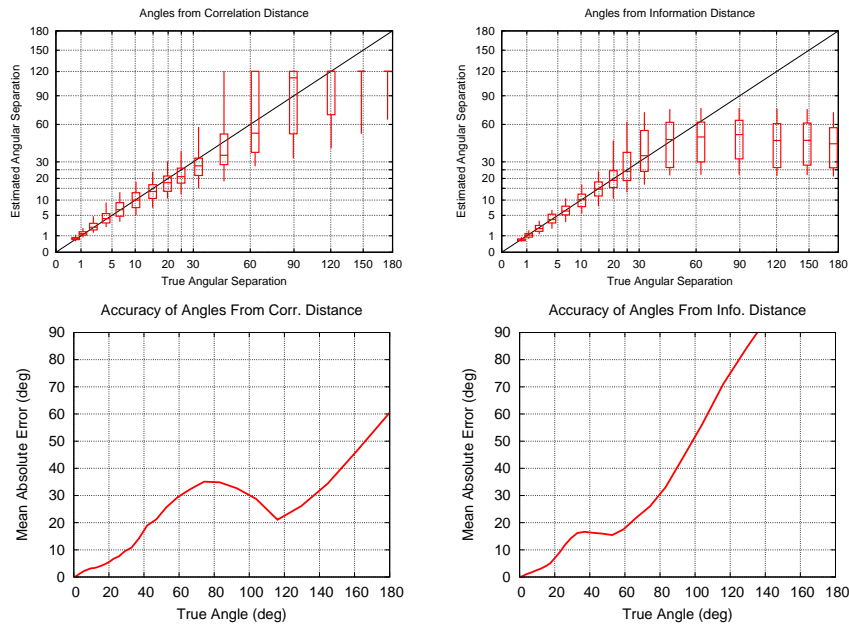 Angles from Correlation Distance
180
150
120
90
60
30
20
10
5
1
0
0 1 5 10 20 30 60 90 120 150 180
Estimated Angular Separation
True Angular Separation
Angles from Information Distance
180
150
120
90
60
30
20
10
5
1
0
0 1 5 10 20 30 60 90 120 150 180
Estimated Angular Separation
True Angular Separation
Accuracy of Angles From Corr. Distance
90
80
70
60
50
40
30
20
10
0
0 20 40 60 80 100 120 140 160 180
Mean Absolute Error (deg)
True Angle (deg)
Accuracy of Angles From Info. Distance
90
80
70
60
50
40
30
20
10
0
0 20 40 60 80 100 120 140 160 180
Mean Absolute Error (deg)
True Angle (deg)